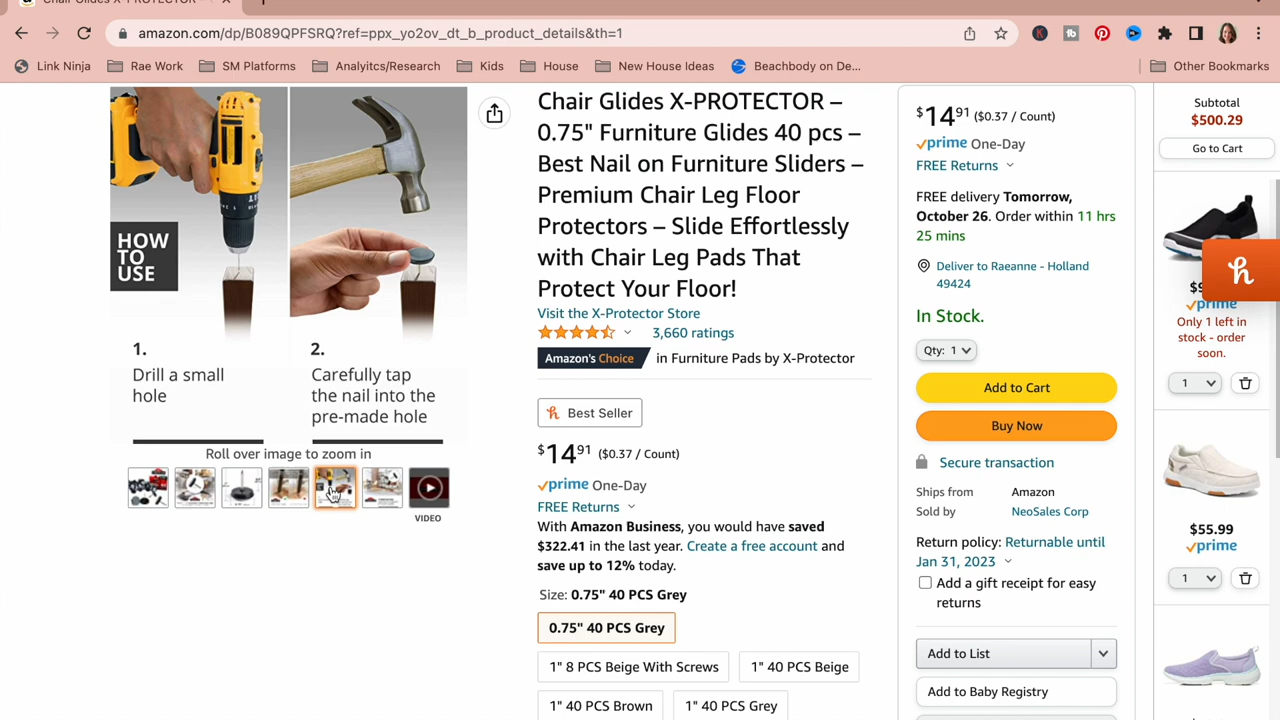 Chair Glides X-PROTECTOR –
amazon.com/dp/B089QPFSRQ?ref=ppx_yo2ov_dt_b_product_details&th=1
Link Ninja
Rae Work
SM Platforms
Analyitcs/Research
Kids
House
New House Ideas
Beachbody on De...
Other Bookmarks
HOW
TO
USE
1.
Drill a small
hole
2.
Carefully tap
the nail into the
pre-made hole
Roll over image to zoom in
VIDEO
Chair Glides X-PROTECTOR –
0.75" Furniture Glides 40 pcs –
Best Nail on Furniture Sliders –
Premium Chair Leg Floor
Protectors – Slide Effortlessly
with Chair Leg Pads That
Protect Your Floor!
Visit the X-Protector Store
3,660 ratings
Amazon's Choice in Furniture Pads by X-Protector
Best Seller
$14 91 ($0.37 / Count)
prime One-Day
FREE Returns
With Amazon Business, you would have saved
$322.41 in the last year. Create a free account and
save up to 12% today.
Size: 0.75" 40 PCS Grey
0.75" 40 PCS Grey
1" 8 PCS Beige With Screws
1" 40 PCS Beige
1" 40 PCS Brown
1" 40 PCS Grey
$14 91 ($0.37 / Count)
prime One-Day
FREE Returns
FREE delivery Tomorrow,
October 26. Order within 11 hrs
25 mins
Deliver to Raeanne - Holland
49424
In Stock.
Qty: 1
Add to Cart
Buy Now
Secure transaction
Ships from Amazon
Sold by NeoSales Corp
Return policy: Returnable until
Jan 31, 2023
Add a gift receipt for easy
returns
Add to List
Add to Baby Registry
Subtotal
$500.29
Go to Cart
prime
Only 1 left in
stock - order
soon.
1
$55.99
prime
1